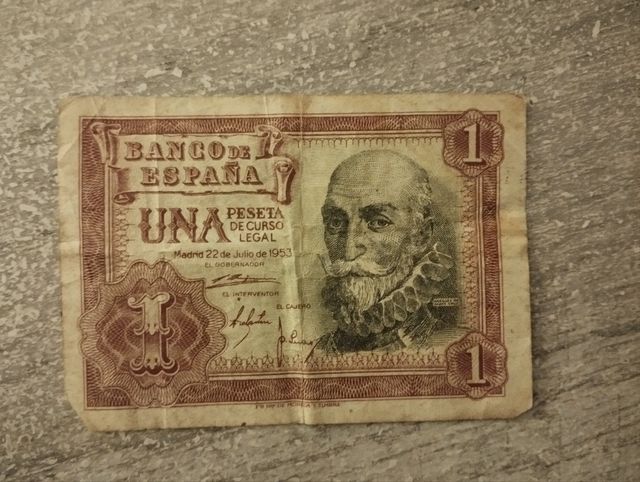 BANCO DE
ESPAÑA
UNA PESETA
DE CURSO
LEGAL
Madrid 22 de Julio de 1953
EL GOBERNADOR
EL INTERVENTOR
EL CAJERO
1
1
1